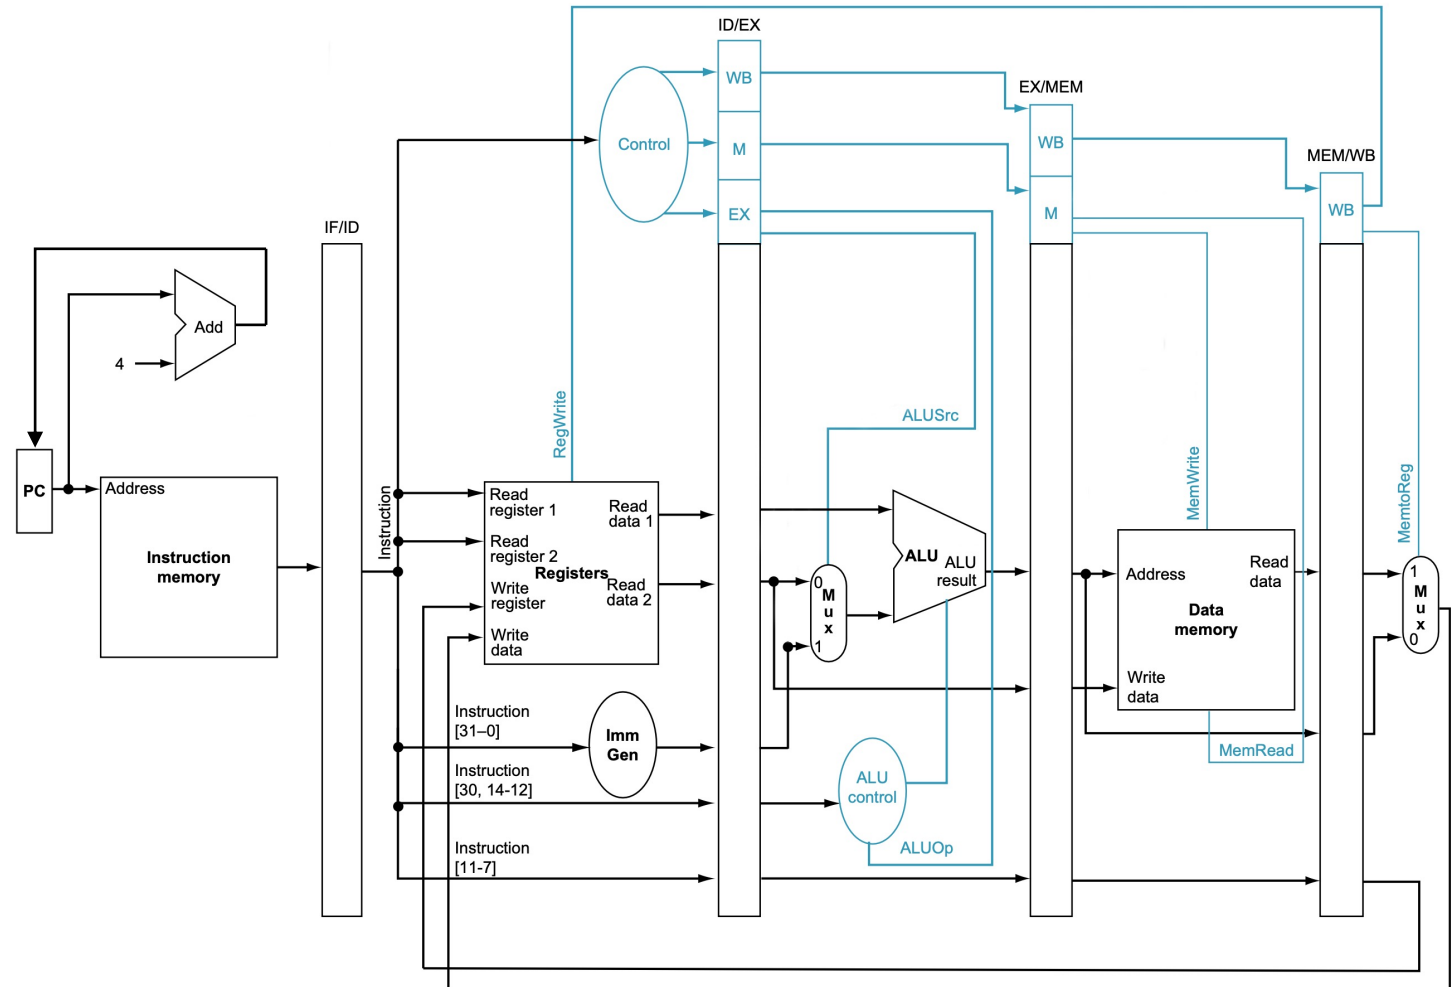 ID/EX
WB
EX/MEM
Control
M
WB
MEM/WB
EX
M
WB
IF/ID
Add
4
RegWrite
ALUSrc
MemWrite
MemtoReg
PC
Address
Instruction
memory
Instruction
Read
register 1
Read
register 2
Write
register
Write
data
Registers
Read
data 1
Read
data 2
0
M
u
x
1
ALU
ALU
result
Address
Read
data
Data
memory
Write
data
MemRead
1
M
u
x
0
Instruction
[31–0]
Imm
Gen
Instruction
[30, 14-12]
ALU
control
ALUOp
Instruction
[11-7]